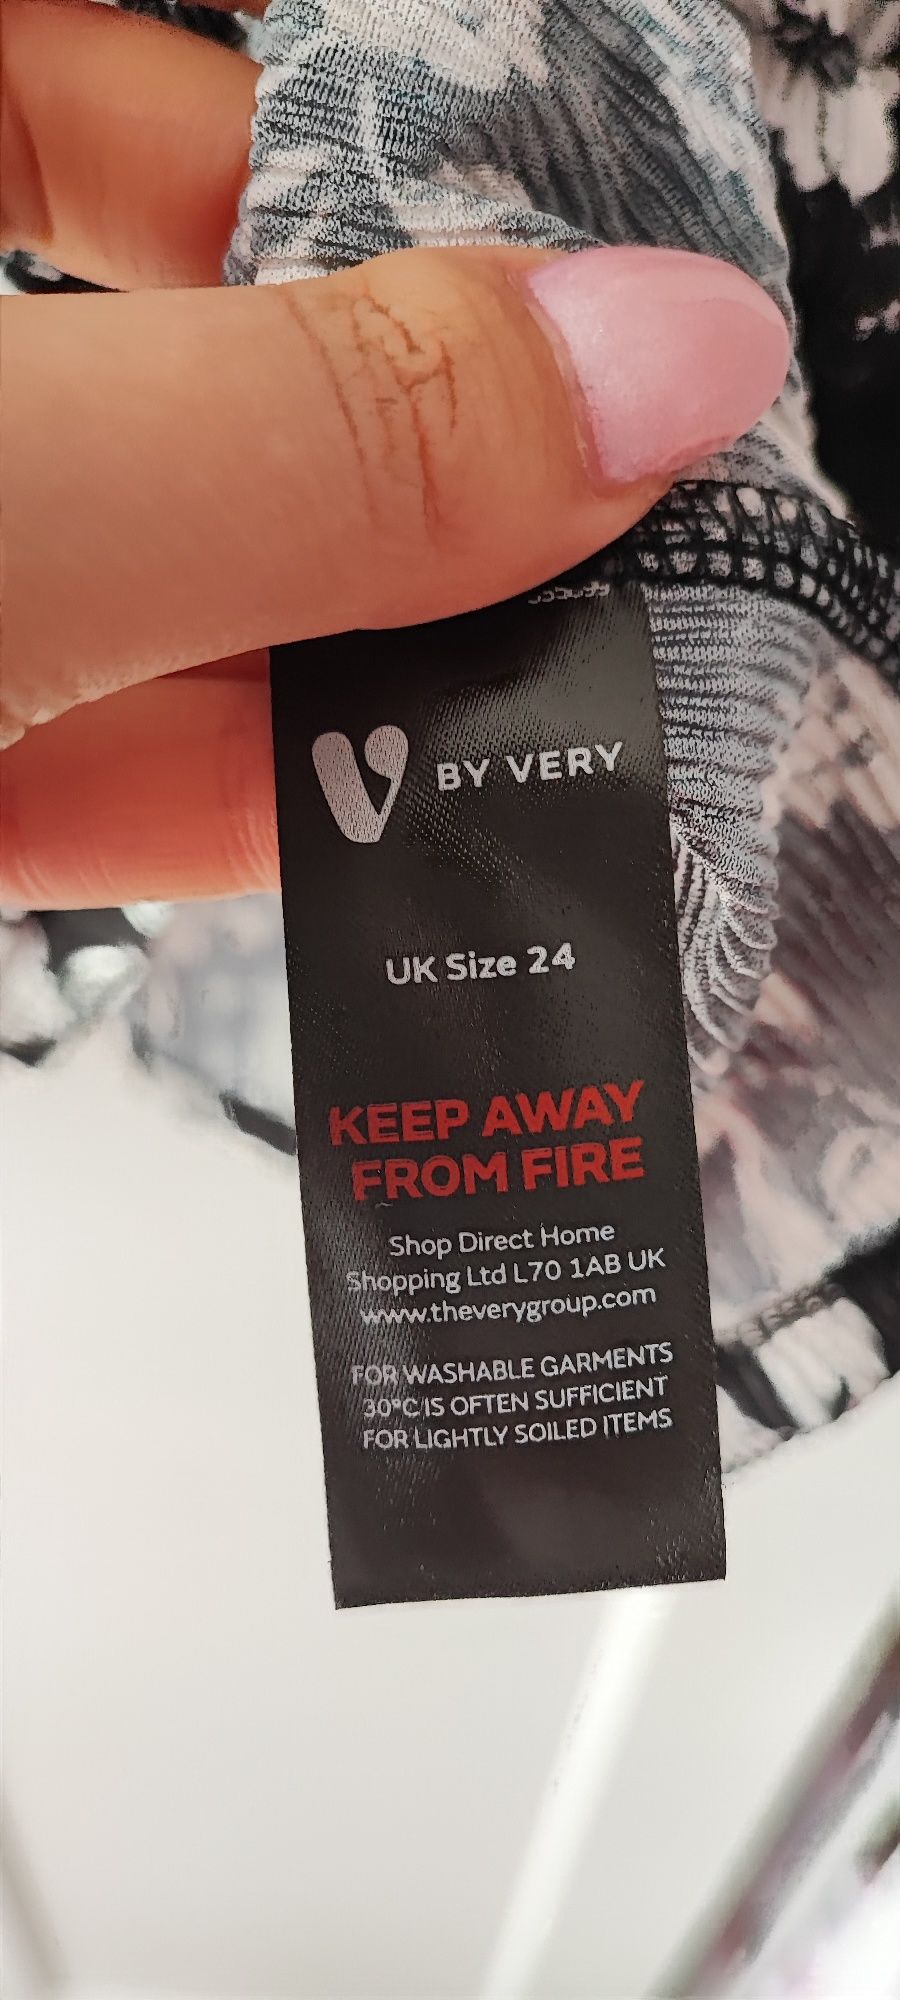 V BY VERY
UK Size 24
KEEP AWAY
FROM FIRE
Shop Direct Home
Shopping Ltd L70 1AB UK
www.theverygroup.com
FOR WASHABLE GARMENTS
30°C IS OFTEN SUFFICIENT
FOR LIGHTLY SOILED ITEMS